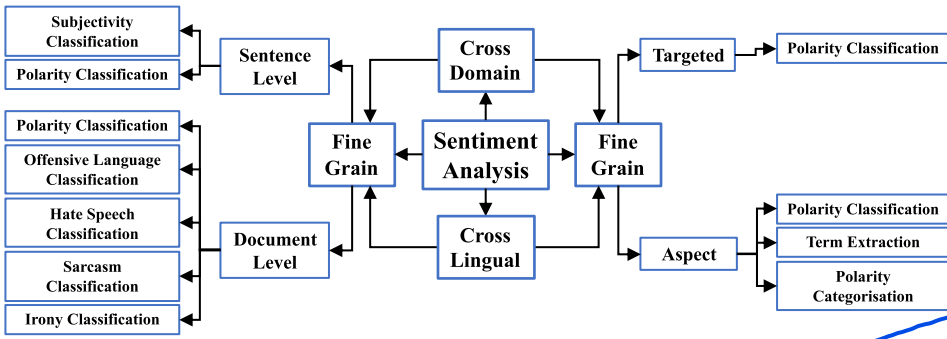 Subjectivity
Classification
Polarity Classification
Sentence
Level
Polarity Classification
Offensive Language
Classification
Hate Speech
Classification
Sarcasm
Classification
Irony Classification
Document
Level
Fine
Grain
Cross
Domain
Sentiment
Analysis
Cross
Lingual
Fine
Grain
Targeted
Polarity Classification
Aspect
Polarity Classification
Term Extraction
Polarity
Categorisation